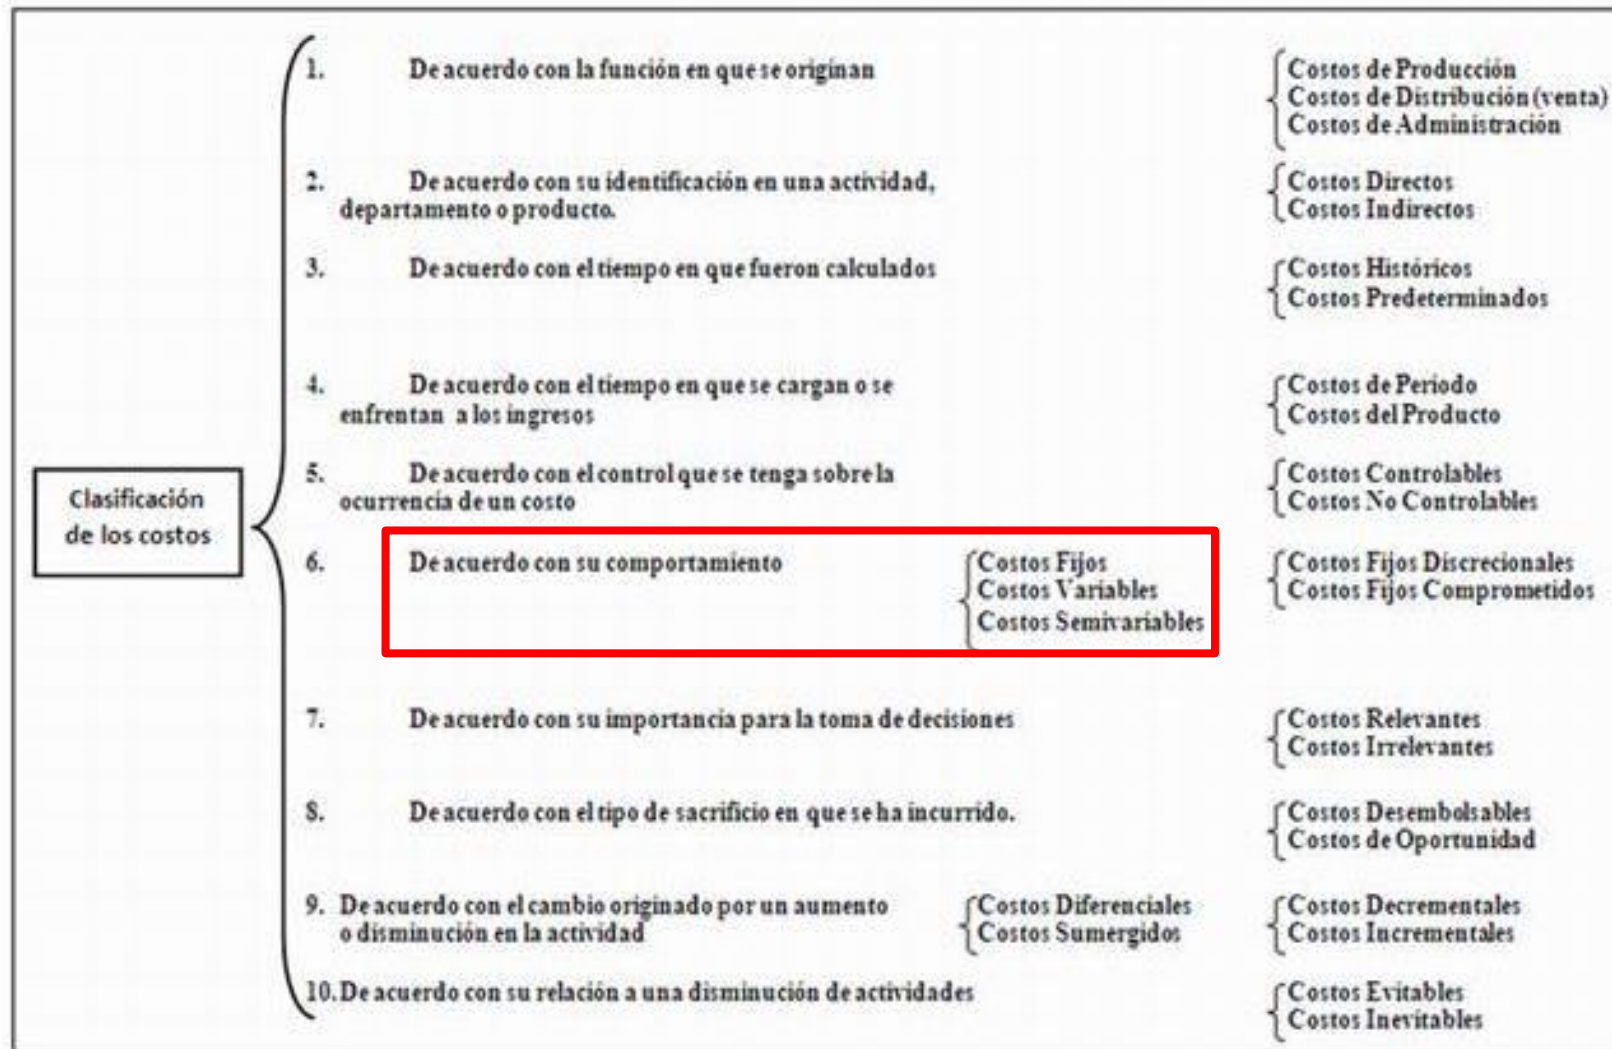 Clasificación
de los costos
1. De acuerdo con la función en que se originan
Costos de Producción
Costos de Distribución (venta)
Costos de Administración
2. De acuerdo con su identificación en una actividad,
departamento o producto.
Costos Directos
Costos Indirectos
3. De acuerdo con el tiempo en que fueron calculados
Costos Históricos
Costos Predeterminados
4. De acuerdo con el tiempo en que se cargan o se
enfrentan a los ingresos
Costos de Periodo
Costos del Producto
5. De acuerdo con el control que se tenga sobre la
ocurrencia de un costo
Costos Controlables
Costos No Controlables
6. De acuerdo con su comportamiento
Costos Fijos
Costos Variables
Costos Semivariables
Costos Fijos Discrecionales
Costos Fijos Comprometidos
7. De acuerdo con su importancia para la toma de decisiones
Costos Relevantes
Costos Irrelevantes
8. De acuerdo con el tipo de sacrificio en que se ha incurrido.
Costos Desembolsables
Costos de Oportunidad
9. De acuerdo con el cambio originado por un aumento
o disminución en la actividad
Costos Diferenciales
Costos Sumergidos
Costos Decrementales
Costos Incrementales
10. De acuerdo con su relación a una disminución de actividades
Costos Evitables
Costos Inevitables